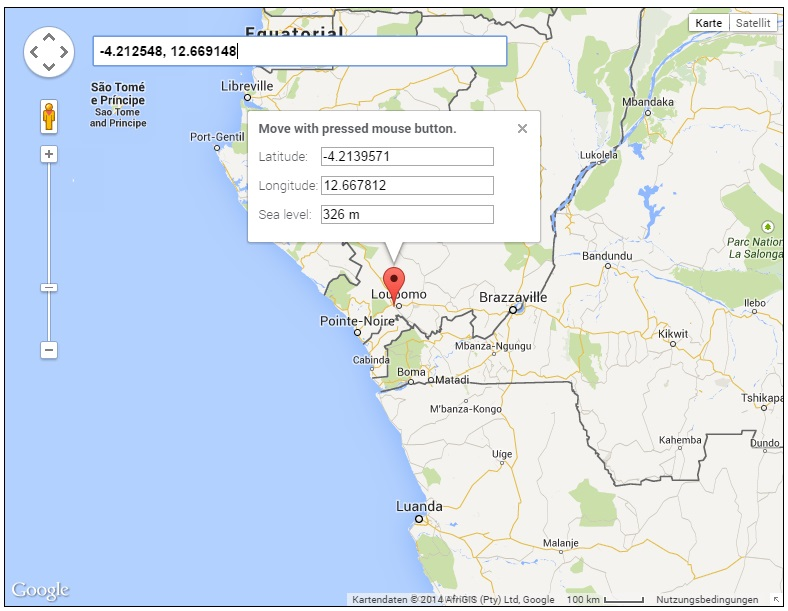 Equatorial
Karte Satellit
-4.212548, 12.669148
São Tomé
e Príncipe
Sao Tome
and Principe
Libreville
Mbandaka
Port-Gentil
Move with pressed mouse button.
Latitude: -4.2139571
Longitude: 12.667812
Sea level: 326 m
Lukolela
Parc Nation
La Salonga
Bandundu
Loubomo
Brazzaville
Ilebo
Pointe-Noire
Kikwit
Mbanza-Ngungu
Cabinda
Boma
Matadi
Tshikapa
M'banza-Kongo
Kahemba
Dundo
Uíge
Luanda
Malanje
Google
Kartendaten © 2014 AfriGIS (Pty) Ltd, Google 100 km Nutzungsbedingungen